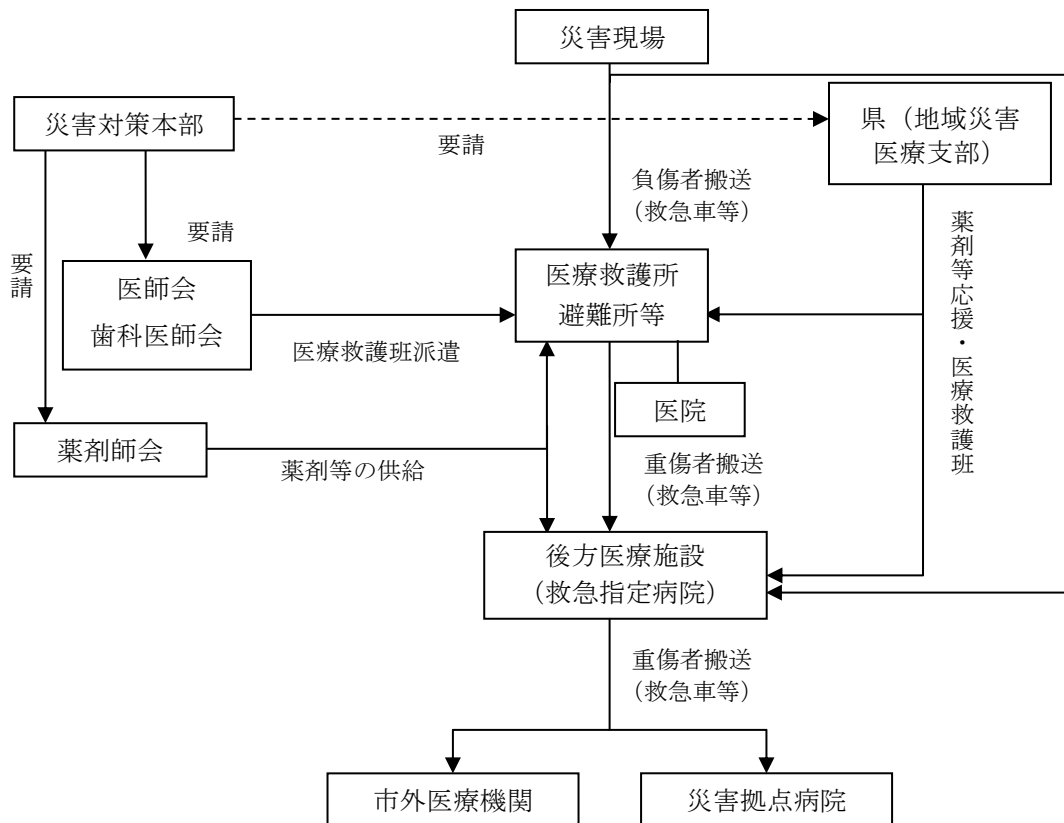 災害現場
災害対策本部
要請
県（地域災害
医療支部）
負傷者搬送
（救急車等）
要請
要請
医師会
歯科医師会
医療救護所
避難所等
薬剤等応援・医療救護班
医療救護班派遣
医院
薬剤師会
薬剤等の供給
重傷者搬送
（救急車等）
後方医療施設
（救急指定病院）
重傷者搬送
（救急車等）
市外医療機関
災害拠点病院